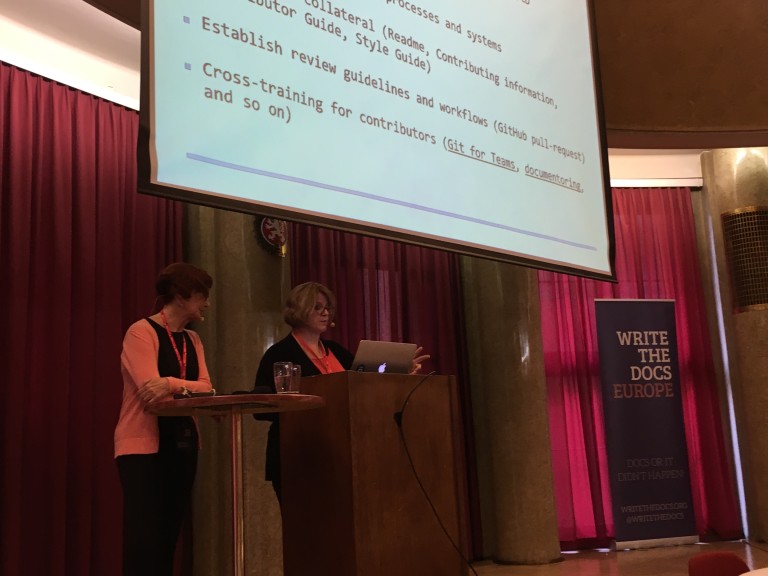 processes and systems
collateral (Readme, Contributing information,
Guide, Style Guide)
Establish review guidelines and workflows (GitHub pull-request)
Cross-training for contributors (Git for Teams, documentoring,
and so on)
WRITE
THE
DOCS
EUROPE
DOCS OR IT
DIDN'T HAPPEN!
WRITETHEDOCS.ORG
@WRITETHEDOCS